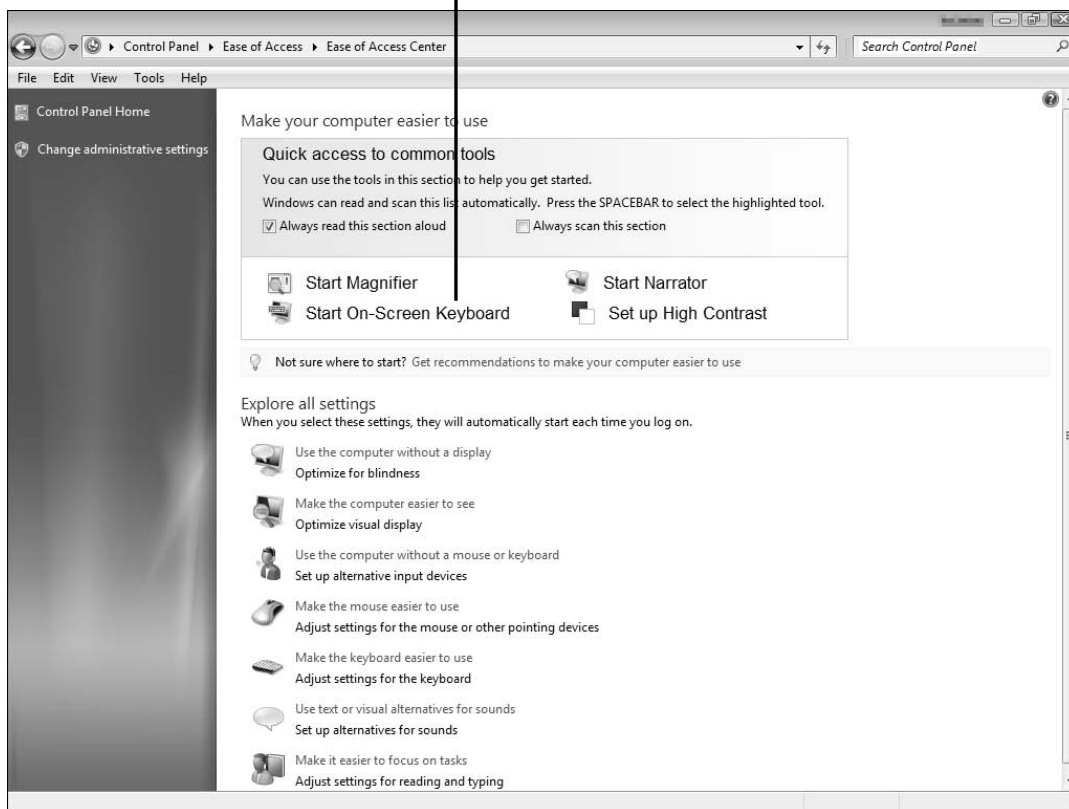 Control Panel Ease of Access Ease of Access Center
Search Control Panel
File Edit View Tools Help
Control Panel Home
Change administrative settings
Make your computer easier to use
Quick access to common tools
You can use the tools in this section to help you get started.
Windows can read and scan this list automatically. Press the SPACEBAR to select the highlighted tool.
Always read this section aloud Always scan this section
Start Magnifier Start Narrator
Start On-Screen Keyboard Set up High Contrast
Not sure where to start? Get recommendations to make your computer easier to use
Explore all settings
When you select these settings, they will automatically start each time you log on.
Use the computer without a display
Optimize for blindness
Make the computer easier to see
Optimize visual display
Use the computer without a mouse or keyboard
Set up alternative input devices
Make the mouse easier to use
Adjust settings for the mouse or other pointing devices
Make the keyboard easier to use
Adjust settings for the keyboard
Use text or visual alternatives for sounds
Set up alternatives for sounds
Make it easier to focus on tasks
Adjust settings for reading and typing